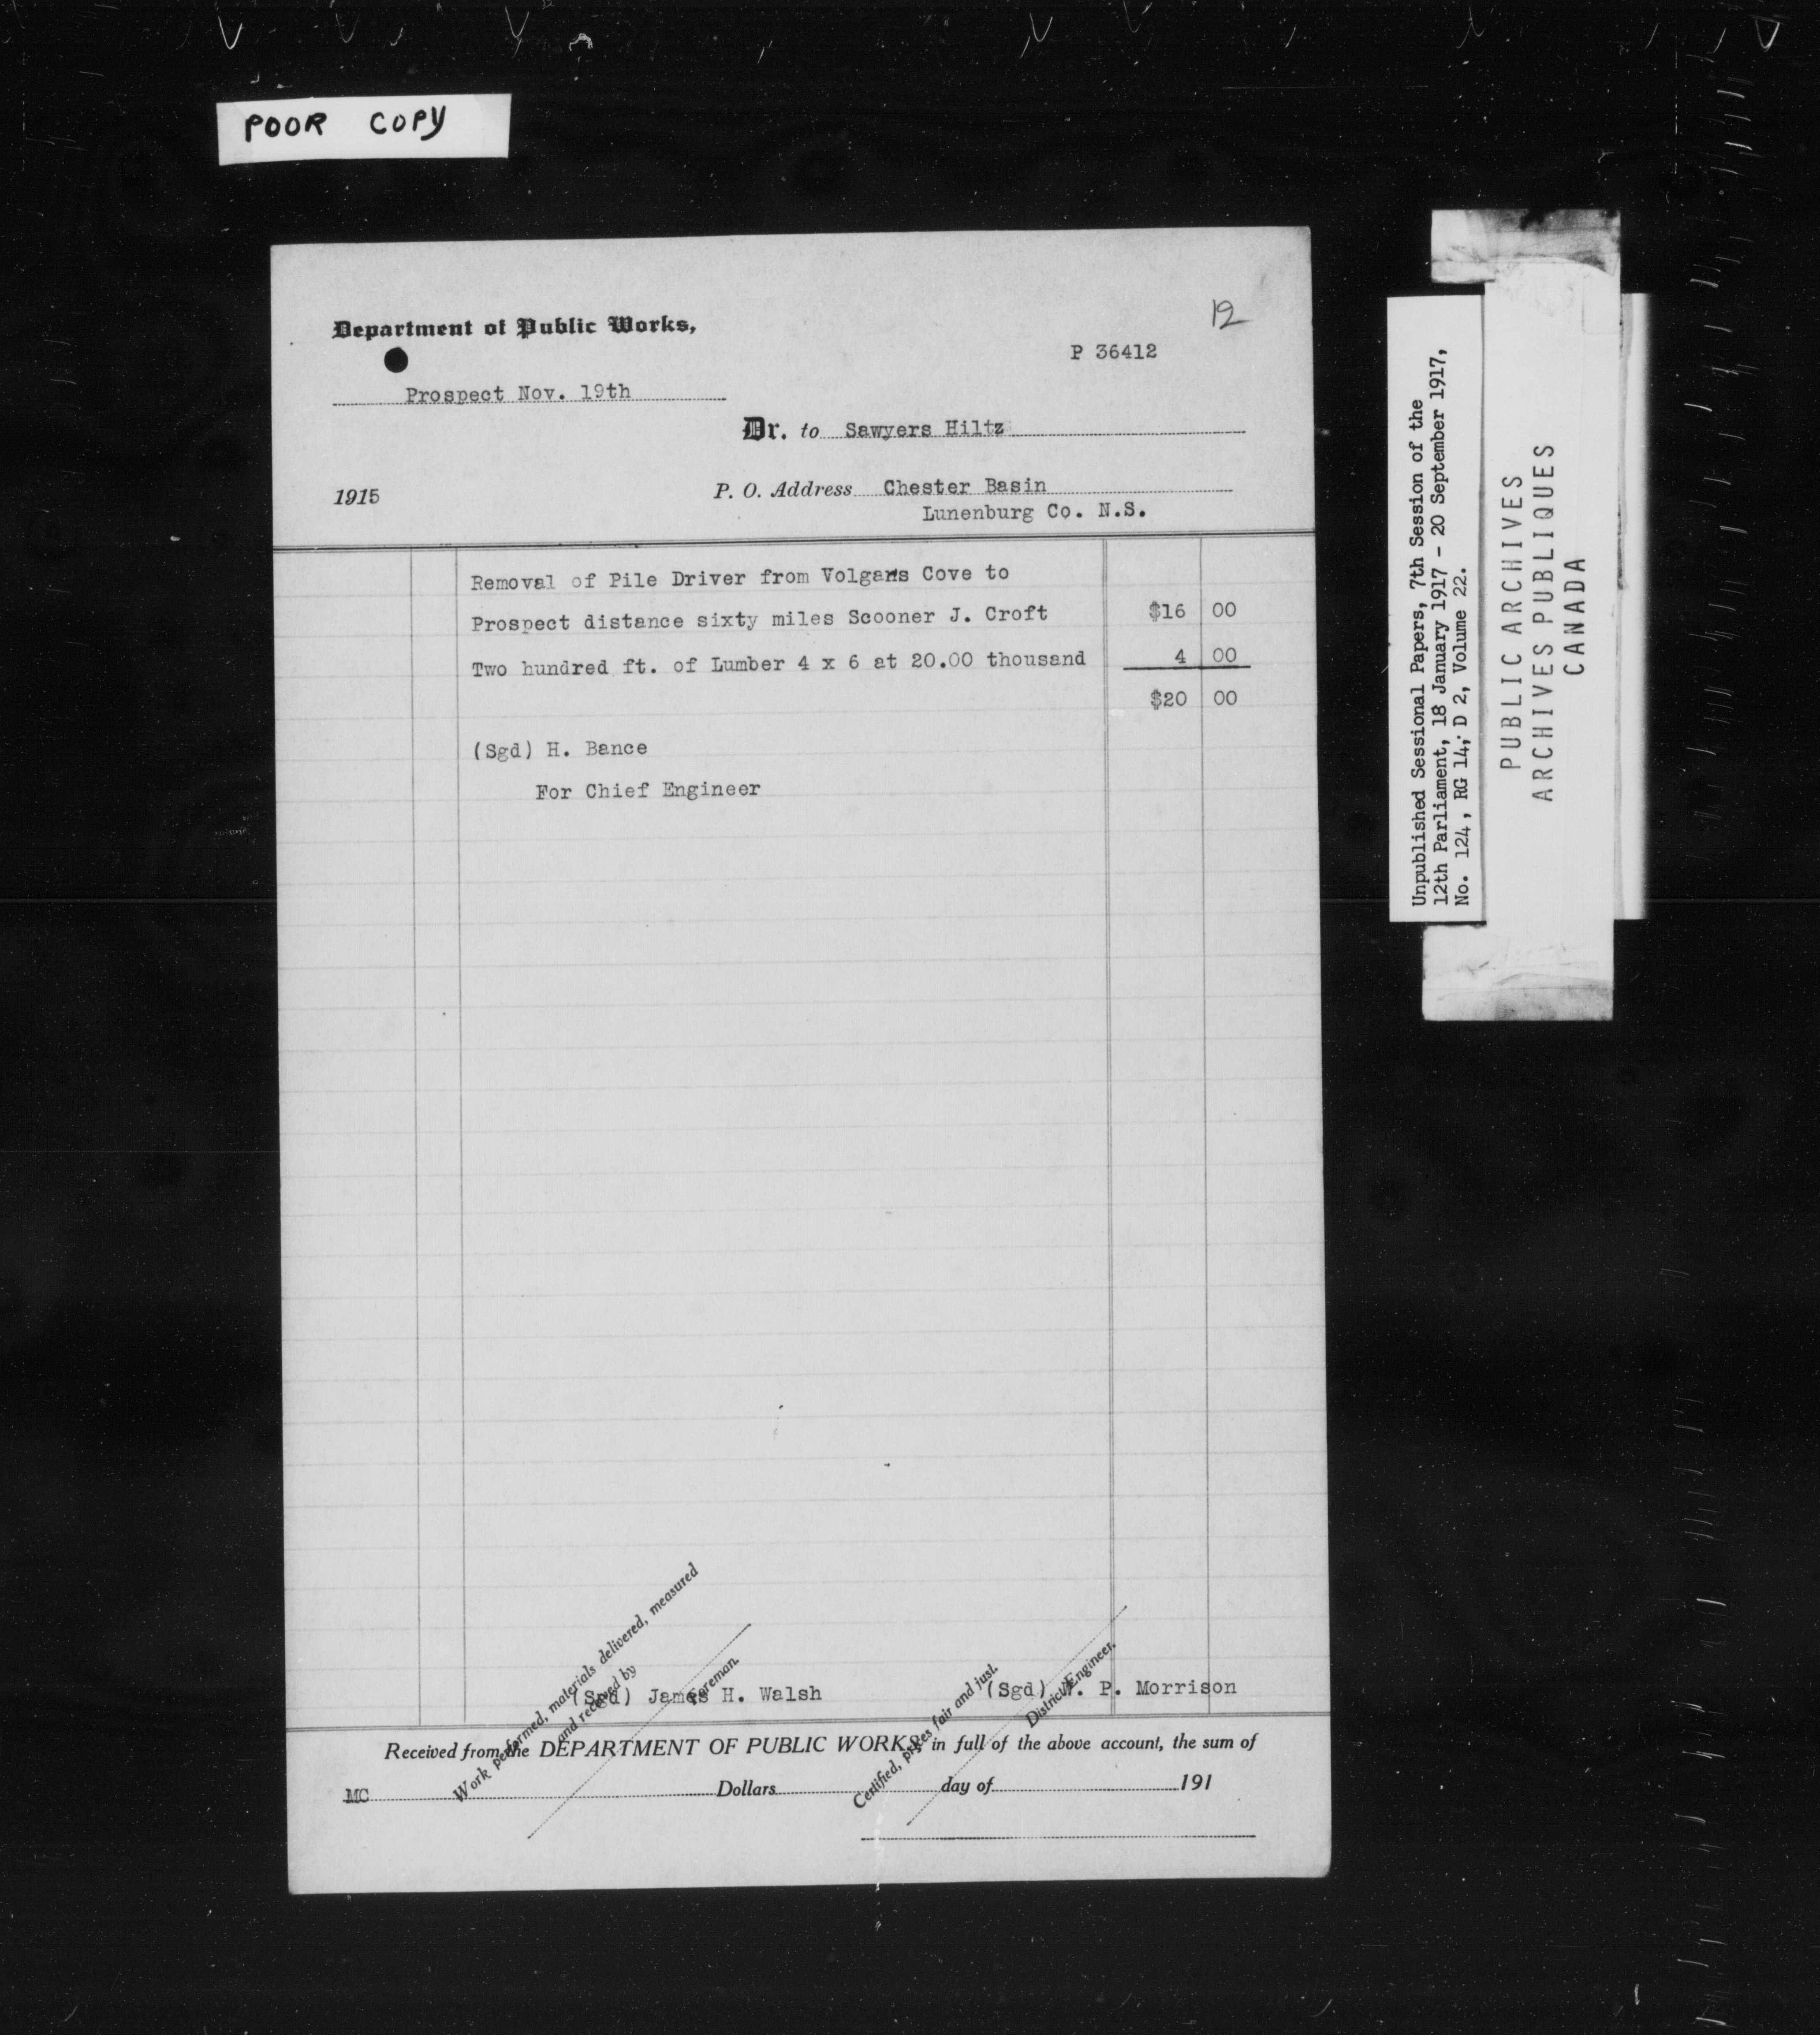 POOR COPY
12
Department of Public Works,
P 36412
Prospect Nov. 19th
Dr. to Sawyers Hiltz
1915
P. O. Address Chester Basin
Lunenburg Co. N.S.
Removal of Pile Driver from Volgans Cove to
Prospect distance sixty miles Scooner J. Croft $16 00
Two hundred ft. of Lumber 4 x 6 at 20.00 thousand 4 00
$20 00
(Sgd) H. Bance
For Chief Engineer
Work performed, materials delivered, measured
and received by
(Sgd) James H. Walsh
Foreman.
Certified, prices fair and just.
(Sgd) W. P. Morrison
District Engineer.
Received from the DEPARTMENT OF PUBLIC WORKS in full of the above account, the sum of
MC Dollars day of 191
Unpublished Sessional Papers, 7th Session of the
12th Parliament, 18 January 1917 - 20 September 1917,
No. 124, RG 14, D 2, Volume 22.
PUBLIC ARCHIVES
ARCHIVES PUBLIQUES
CANADA